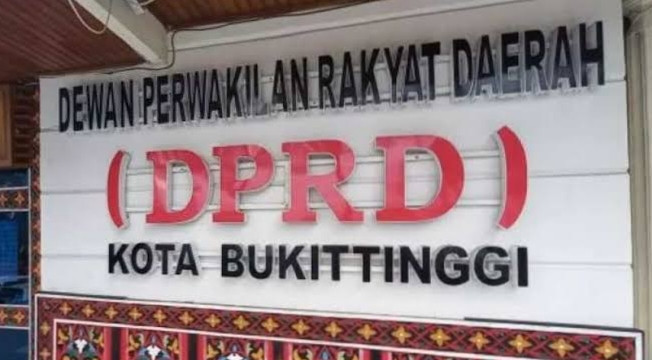 DEWAN PERWAKILAN RAKYAT DAERAH
(DPRD)
KOTA BUKITTINGGI